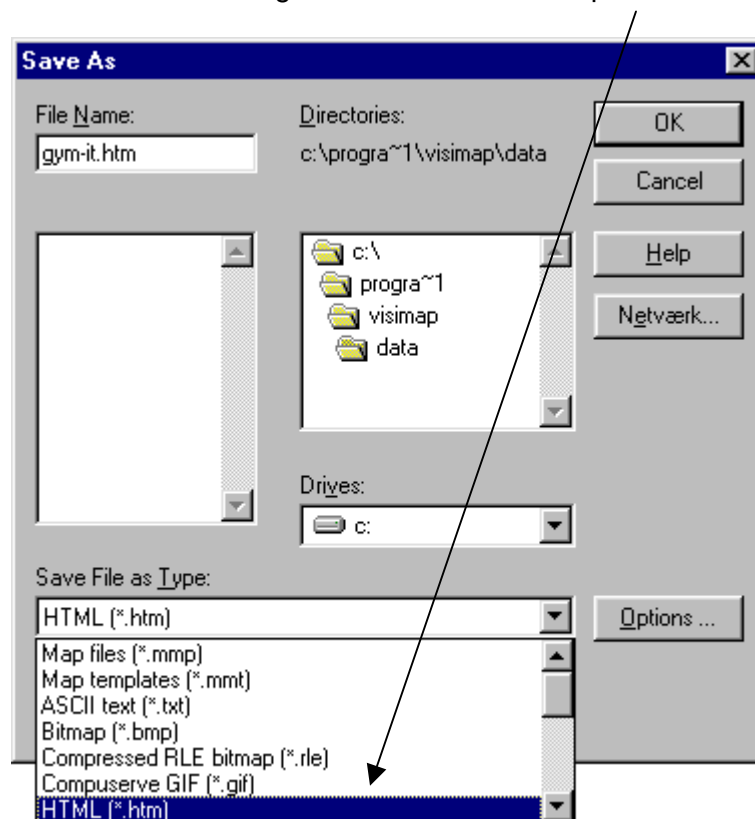 Save As
File Name:
gym-it.htm
Directories:
c:\progra~1\visimap\data
OK
Cancel
Help
Netværk...
c:\
progra~1
visimap
data
Drives:
c:
Save File as Type:
HTML (*.htm)
Options ...
Map files (*.mmp)
Map templates (*.mmt)
ASCII text (*.txt)
Bitmap (*.bmp)
Compressed RLE bitmap (*.rle)
Compuserve GIF (*.gif)
HTML (*.htm)